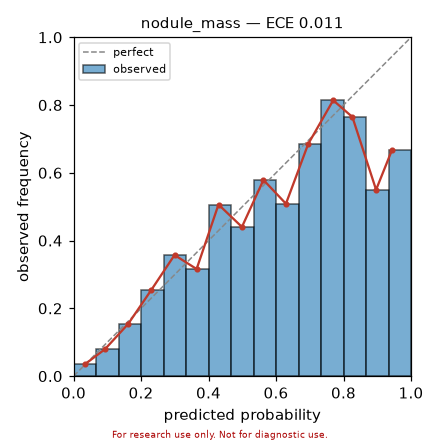 nodule_mass — ECE 0.011
perfect
observed
1.0
0.8
0.6
0.4
0.2
0.0
observed frequency
0.0 0.2 0.4 0.6 0.8 1.0
predicted probability
For research use only. Not for diagnostic use.